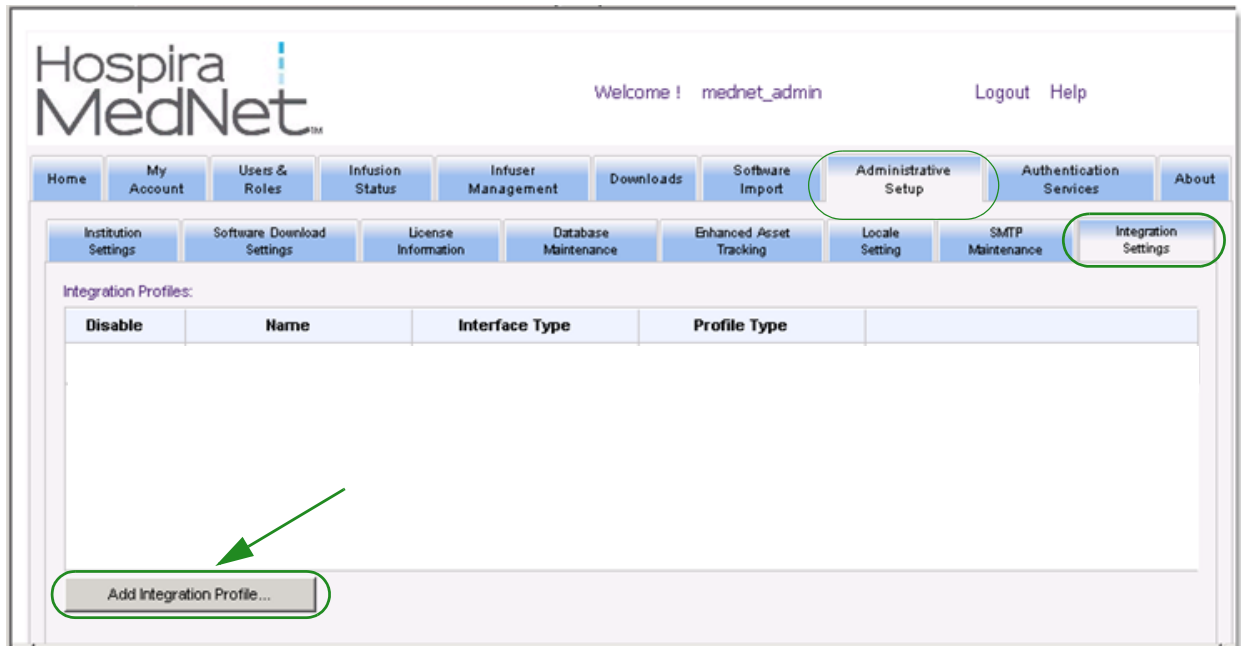 Hospira
MedNet™
Welcome ! mednet_admin
Logout Help
Home
My Account
Users & Roles
Infusion Status
Infuser Management
Downloads
Software Import
Administrative Setup
Authentication Services
About
Institution Settings
Software Download Settings
License Information
Database Maintenance
Enhanced Asset Tracking
Locale Setting
SMTP Maintenance
Integration Settings
Integration Profiles:
Disable Name Interface Type Profile Type
Add Integration Profile...